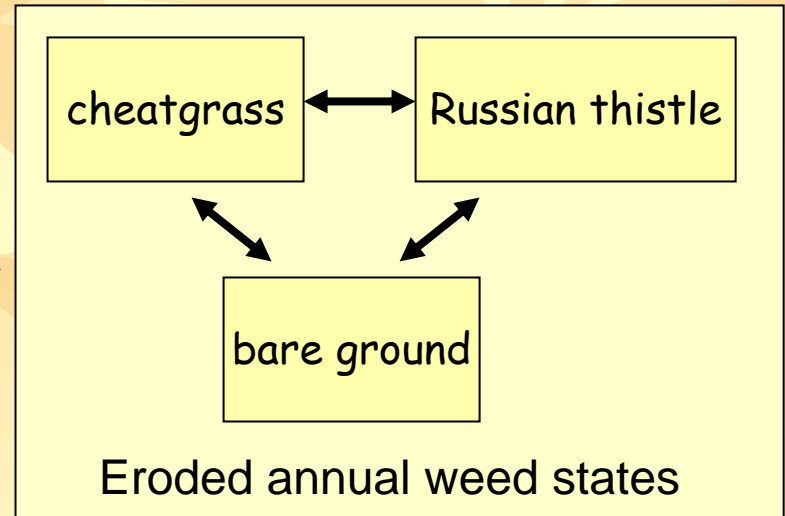 cheatgrass
Russian thistle
bare ground
Eroded annual weed states